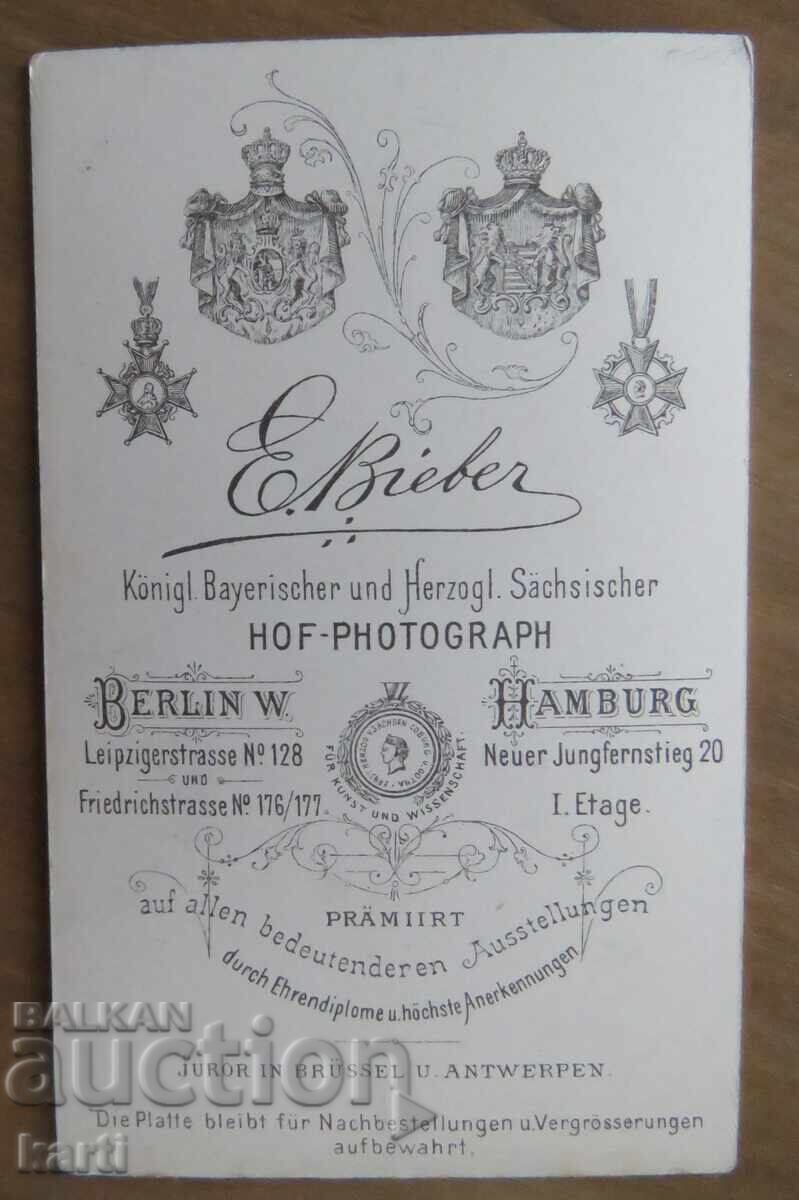 E. Bieber
Königl. Bayerischer und Herzogl. Sächsischer
HOF-PHOTOGRAPH
BERLIN W.
Leipzigerstrasse No. 128
UND
Friedrichstrasse No. 176/177.
FÜR KUNST UND WISSENSCHAFT.
HAMBURG
Neuer Jungfernstieg 20
I. Etage.
PRÄMIIRT
auf allen bedeutenderen Ausstellungen
durch Ehrendiplome u. höchste Anerkennungen
JUROR IN BRÜSSEL U. ANTWERPEN.
Die Platte bleibt für Nachbestellungen u. Vergrösserungen
aufbewahrt.
BALKAN
auction
karti